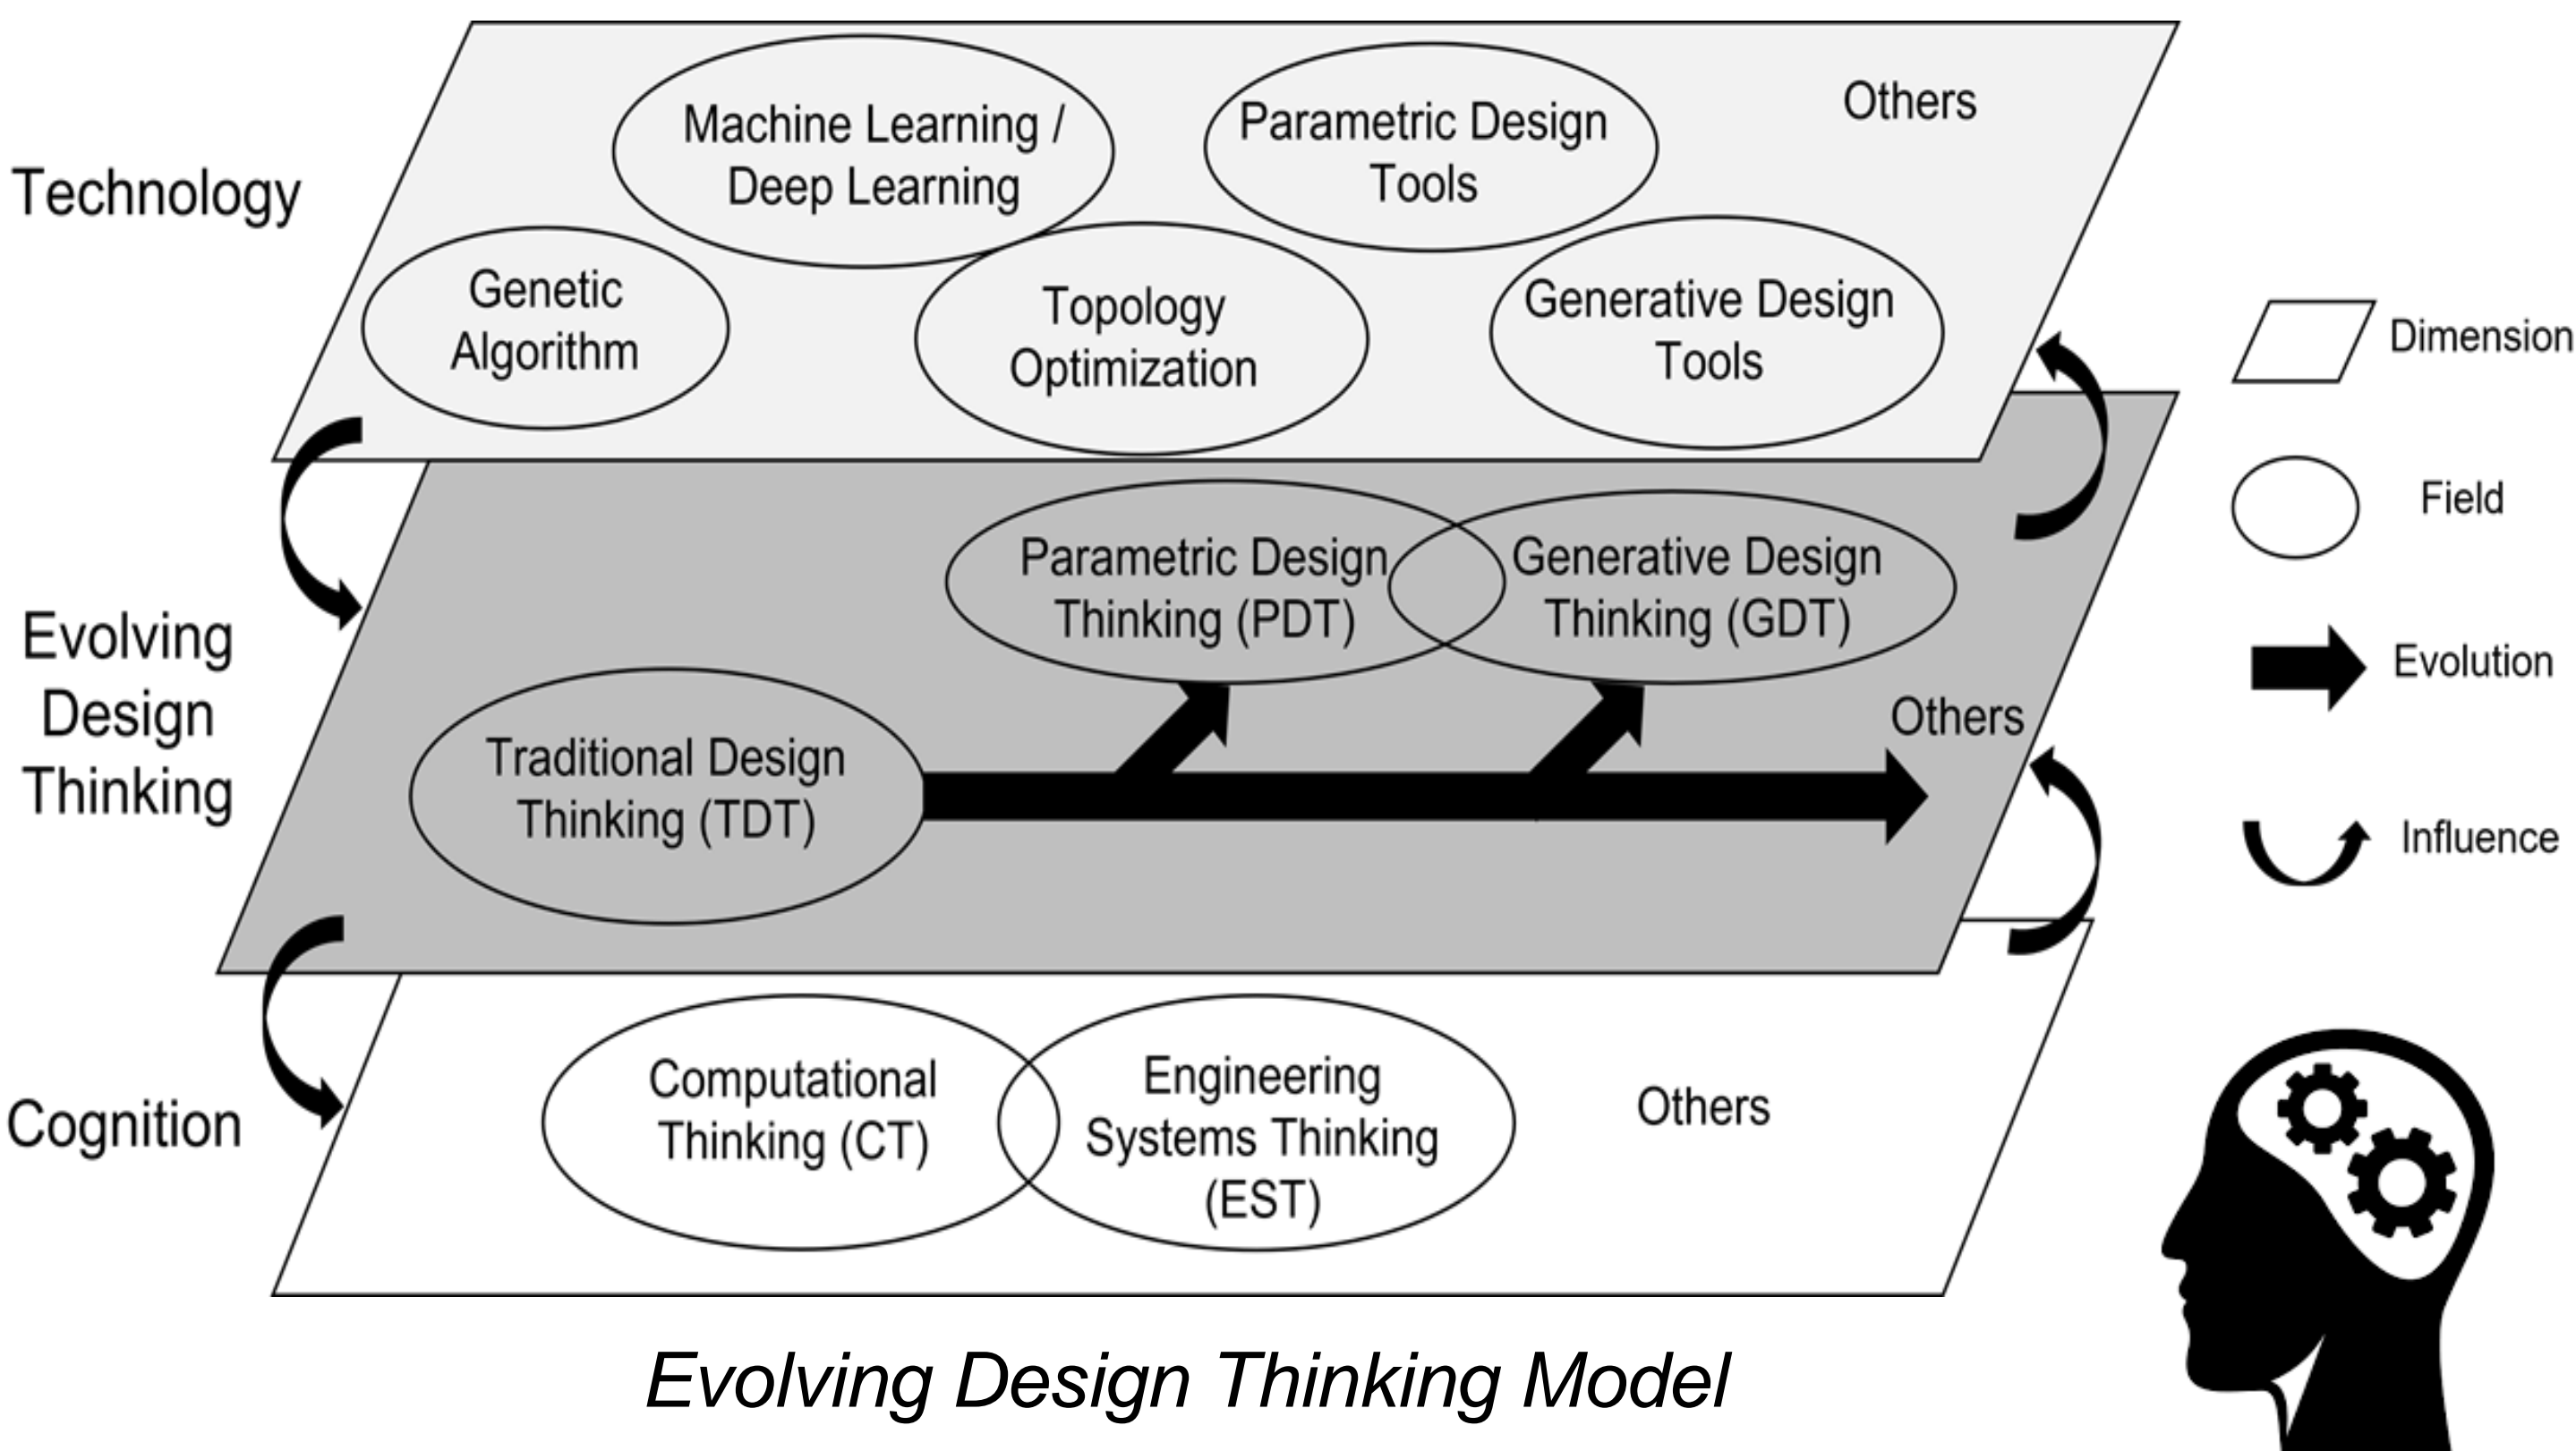 Technology
Machine Learning /
Deep Learning
Parametric Design
Tools
Others
Genetic
Algorithm
Topology
Optimization
Generative Design
Tools
Evolving
Design
Thinking
Parametric Design
Thinking (PDT)
Generative Design
Thinking (GDT)
Traditional Design
Thinking (TDT)
Others
Cognition
Computational
Thinking (CT)
Engineering
Systems Thinking
(EST)
Others
Dimension
Field
Evolution
Influence
Evolving Design Thinking Model